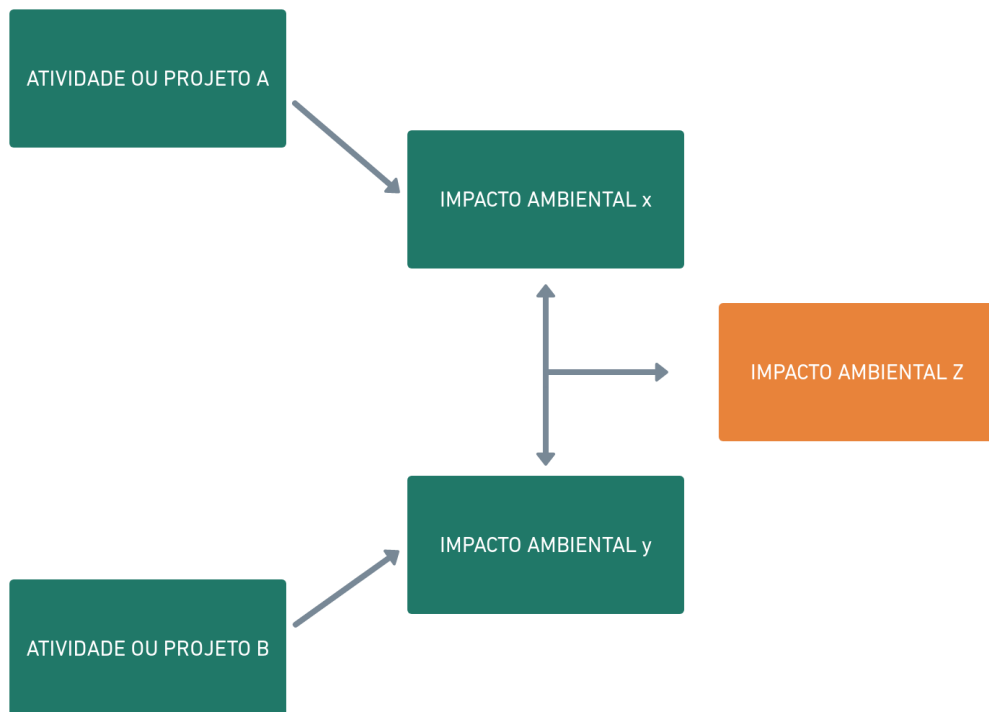 ATIVIDADE OU PROJETO A
IMPACTO AMBIENTAL x
IMPACTO AMBIENTAL Z
IMPACTO AMBIENTAL y
ATIVIDADE OU PROJETO B